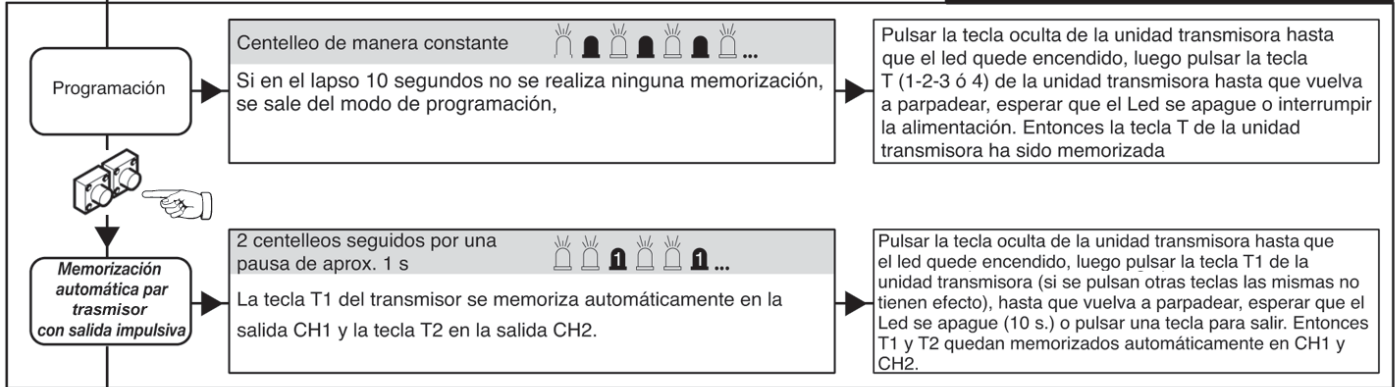 Programación
Centelleo de manera constante ...
Si en el lapso 10 segundos no se realiza ninguna memorización,
se sale del modo de programación,
Pulsar la tecla oculta de la unidad transmisora hasta
que el led quede encendido, luego pulsar la tecla
T (1-2-3 ó 4) de la unidad transmisora hasta que vuelva
a parpadear, esperar que el Led se apague o interrumpir
la alimentación. Entonces la tecla T de la unidad
transmisora ha sido memorizada
Memorización
automática par
trasmisor
con salida impulsiva
2 centelleos seguidos por una
pausa de aprox. 1 s
1 1 ...
La tecla T1 del transmisor se memoriza automáticamente en la
salida CH1 y la tecla T2 en la salida CH2.
Pulsar la tecla oculta de la unidad transmisora hasta que
el led quede encendido, luego pulsar la tecla T1 de la
unidad transmisora (si se pulsan otras teclas las mismas no
tienen efecto), hasta que vuelva a parpadear, esperar que el
Led se apague (10 s.) o pulsar una tecla para salir. Entonces
T1 y T2 quedan memorizados automáticamente en CH1 y
CH2.